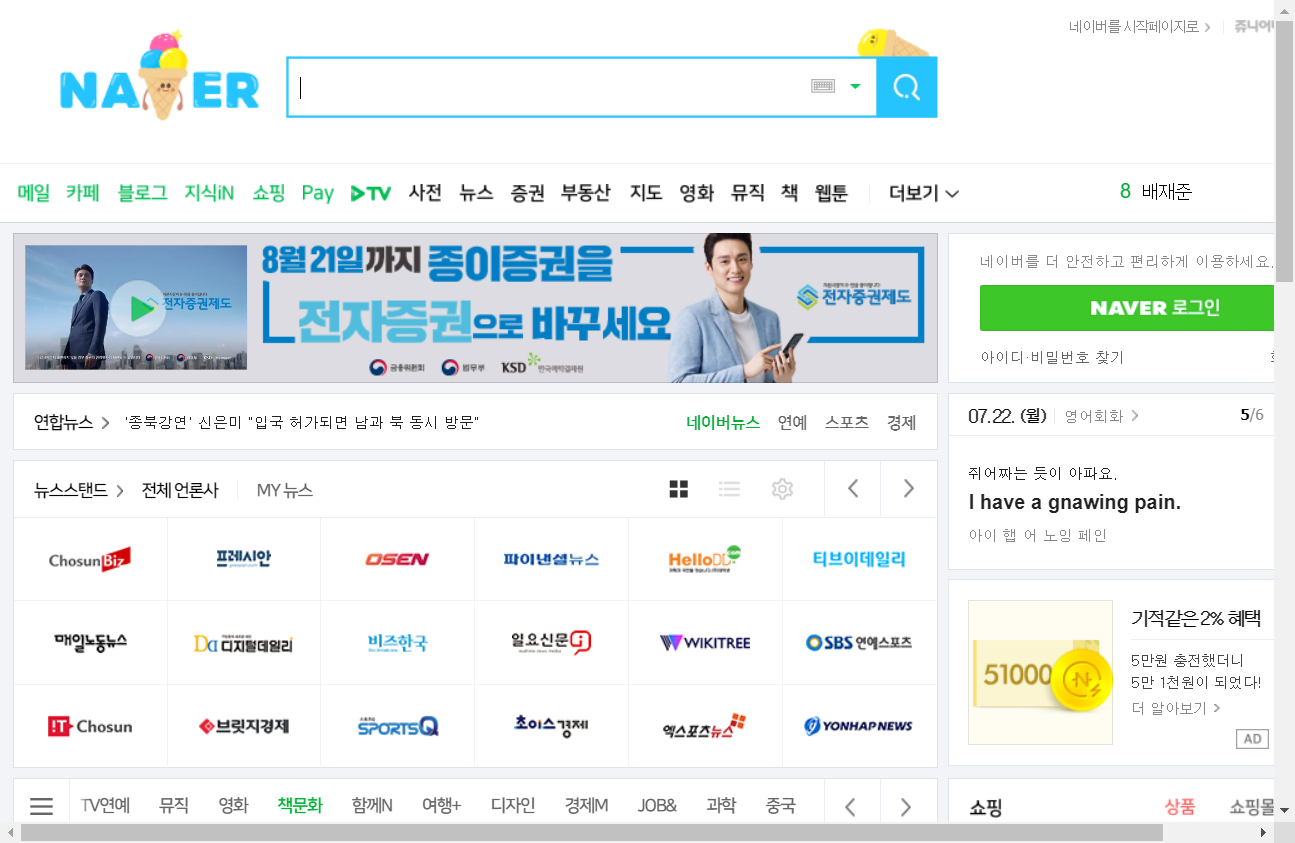 네이버를 시작페이지로
쥬니어
NAVER
메일 카페 블로그 지식iN 쇼핑 Pay TV 사전 뉴스 증권 부동산 지도 영화 뮤직 책 웹툰 더보기
8 배재준
전자증권제도
8월 21일까지 종이증권을
전자증권으로 바꾸세요
전자증권제도
금융위원회 법무부 KSD 한국예탁결제원
네이버를 더 안전하고 편리하게 이용하세요.
NAVER 로그인
아이디·비밀번호 찾기
연합뉴스 '종북강연' 신은미 "입국 허가되면 남과 북 동시 방문"
네이버뉴스 연예 스포츠 경제
07.22. (월) 영어회화 5/6
쥐어짜는 듯이 아파요.
I have a gnawing pain.
아이 햅 어 노잉 페인
뉴스스탠드 전체 언론사 MY 뉴스
Chosun Biz 프레시안 OSEN 파이낸셜뉴스 HelloDD.com 티브이데일리
매일노동뉴스 디지털데일리 비즈한국 일요신문 WIKITREE SBS 연예스포츠
IT Chosun 브릿지경제 SPORTSQ 초이스경제 엑스포츠뉴스 YONHAP NEWS
51000
기적같은 2% 혜택
5만원 충전했더니
5만 1천원이 되었다!
더 알아보기
AD
TV연예 뮤직 영화 책문화 함께N 여행+ 디자인 경제M JOB& 과학 중국
쇼핑 상품 쇼핑몰